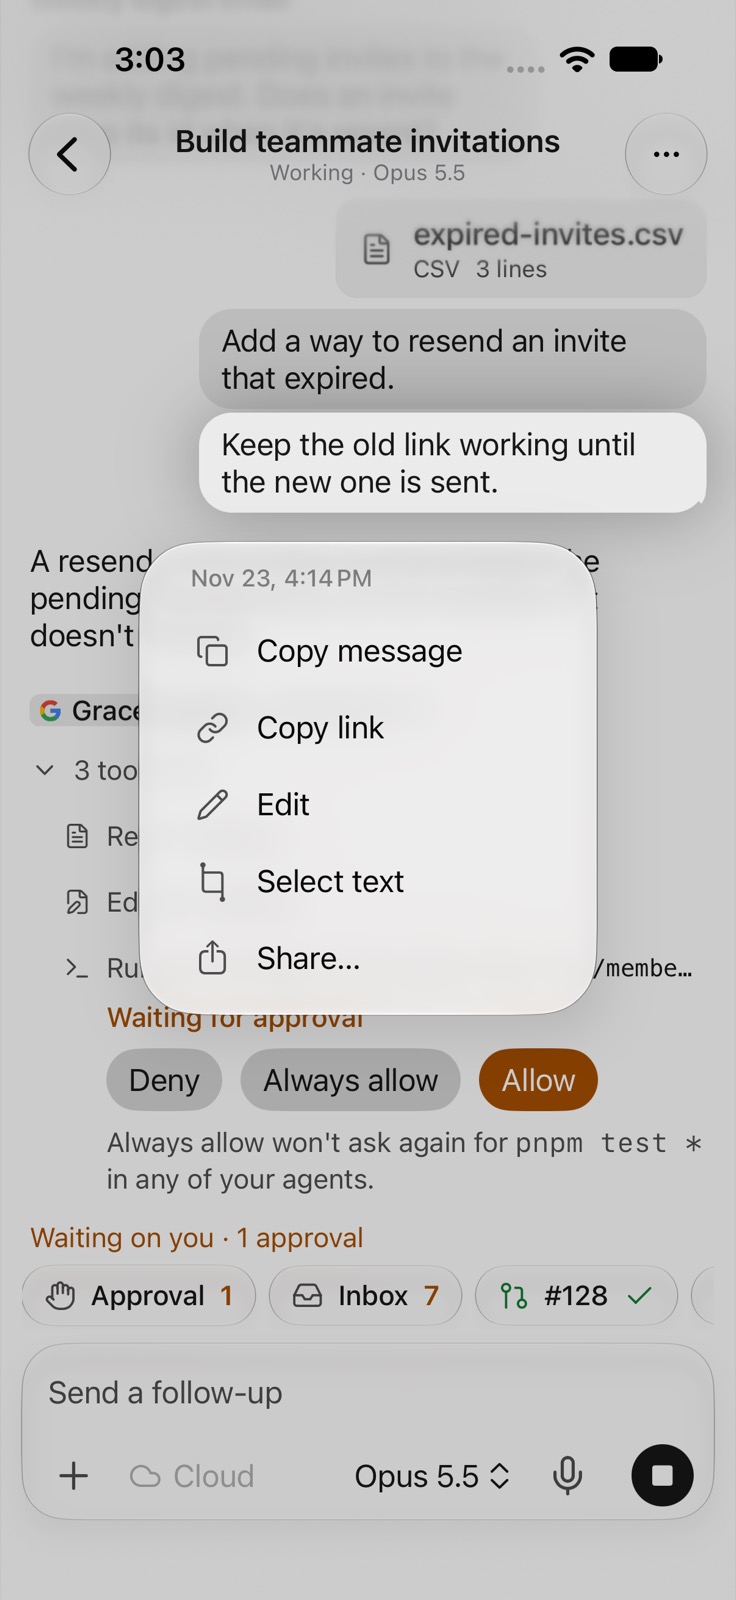 3:03
Build teammate invitations
Working · Opus 5.5
expired-invites.csv
CSV 3 lines
Add a way to resend an invite
that expired.
Keep the old link working until
the new one is sent.
A resend
pending
doesn't
Nov 23, 4:14 PM
Copy message
Copy link
Edit
Select text
Share...
Grace
3 too
Re
Ed
Ru
/membe…
Waiting for approval
Deny
Always allow
Allow
Always allow won't ask again for pnpm test *
in any of your agents.
Waiting on you · 1 approval
Approval 1
Inbox 7
#128
Send a follow-up
Cloud
Opus 5.5